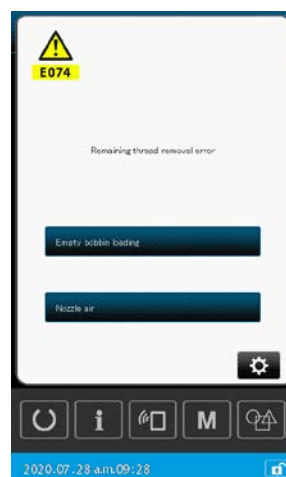 E074
Remaining thread removal error
Empty bobbin loading
Nozzle air
M
2020.07.28 a.m.09:28